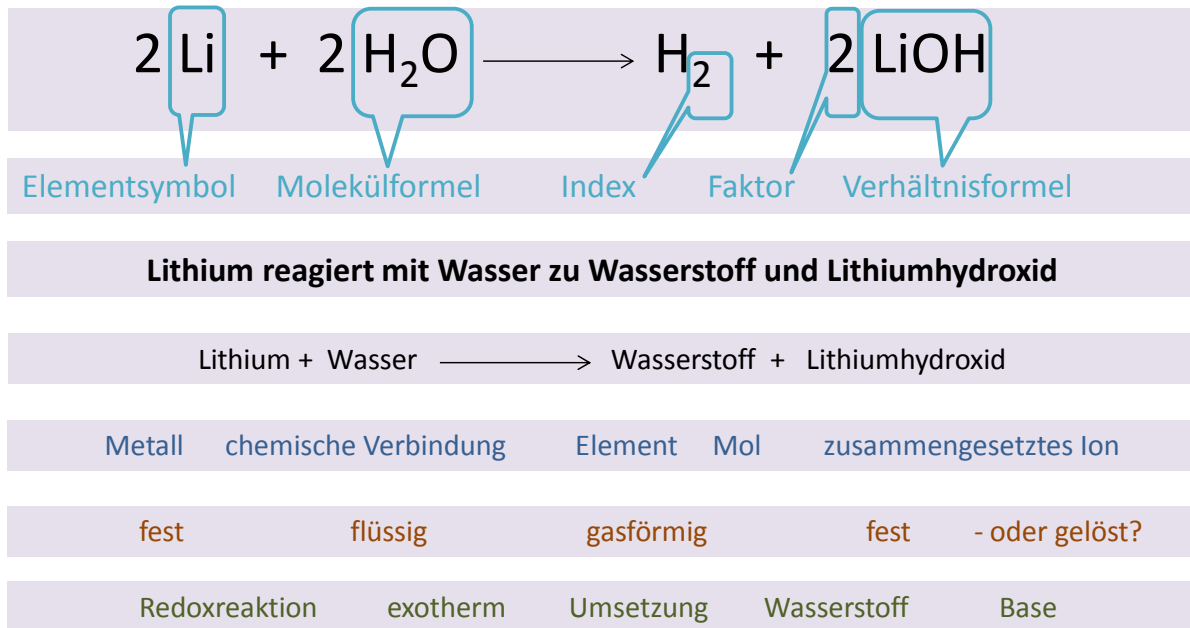 2 Li + 2 H₂O ⟶ H₂ + 2 LiOH
Elementsymbol Molekülformel Index Faktor Verhältnisformel
Lithium reagiert mit Wasser zu Wasserstoff und Lithiumhydroxid
Lithium + Wasser ⟶ Wasserstoff + Lithiumhydroxid
Metall chemische Verbindung Element Mol zusammengesetztes Ion
fest flüssig gasförmig fest - oder gelöst?
Redoxreaktion exotherm Umsetzung Wasserstoff Base